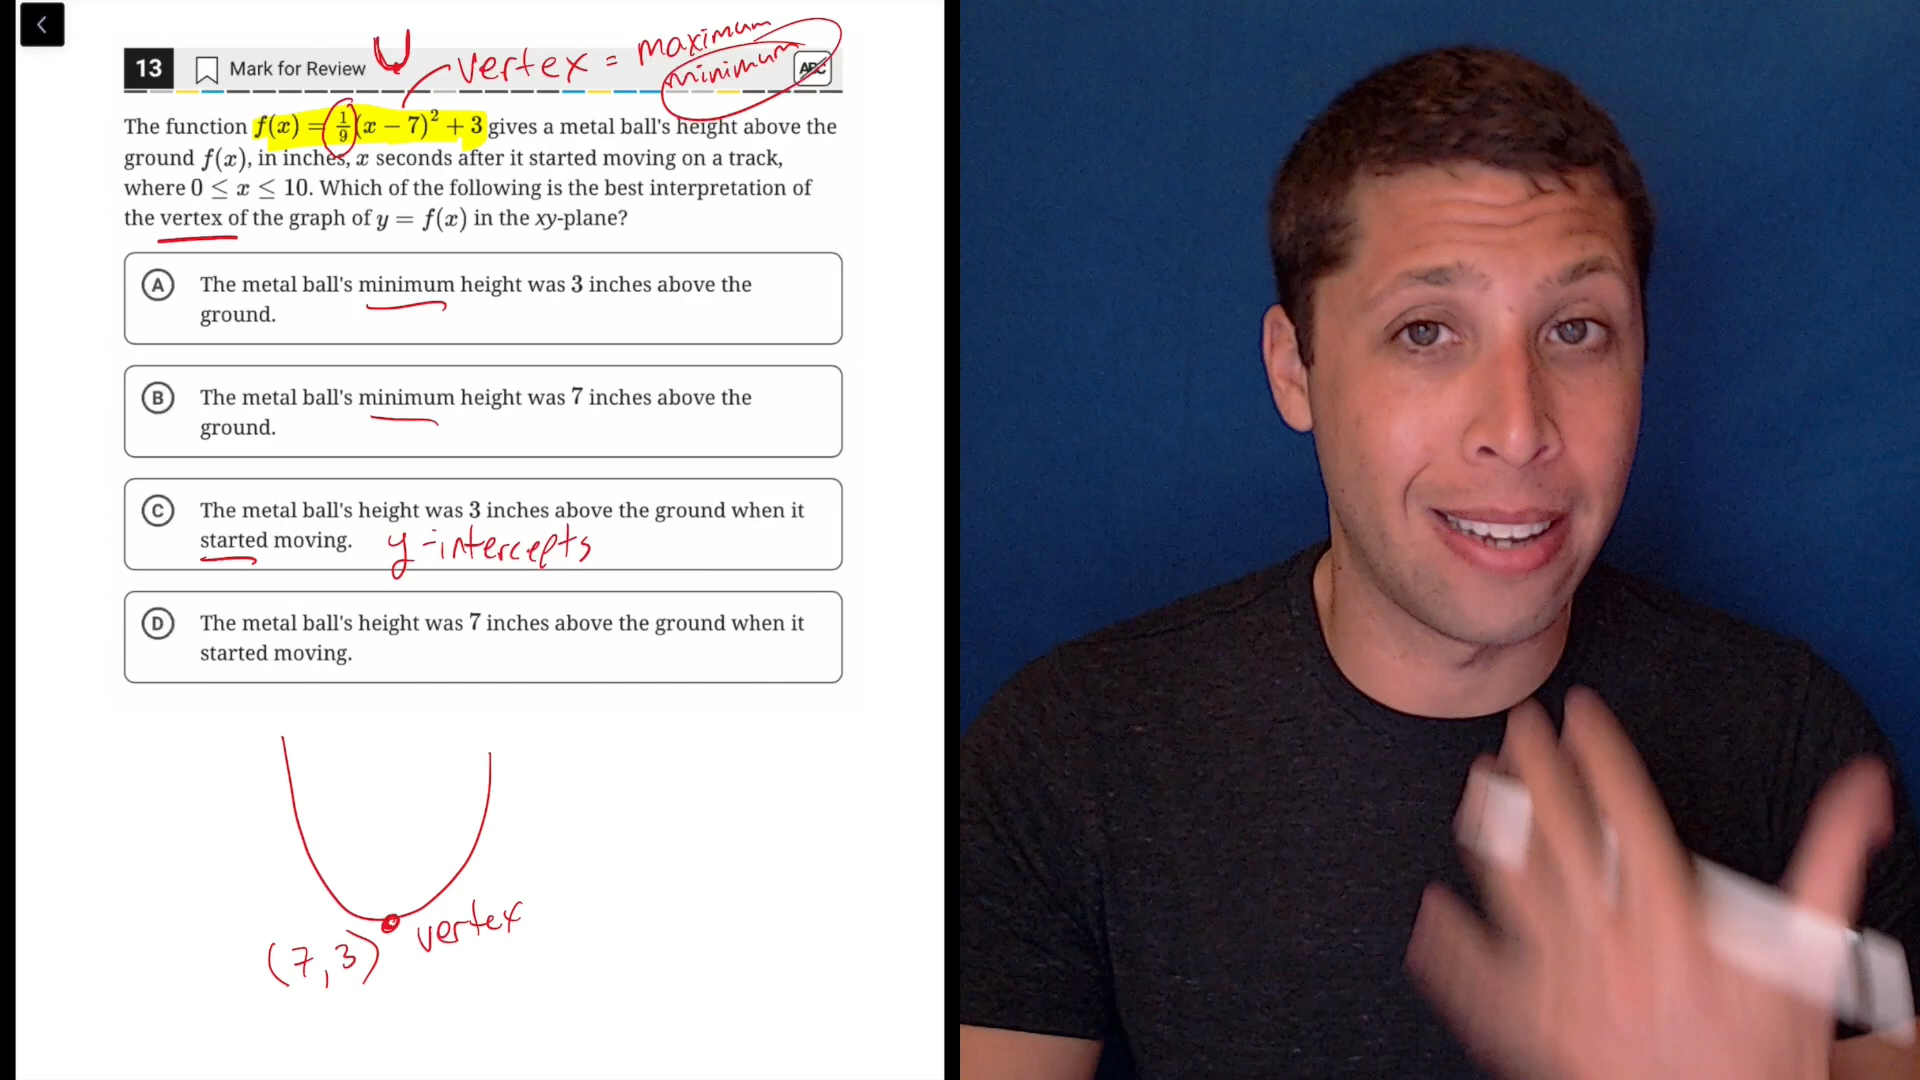 vertex = maximum
minimum
13 Mark for Review ABC
The function f(x) = 1/9(x − 7)² + 3 gives a metal ball's height above the
ground f(x), in inches, x seconds after it started moving on a track,
where 0 ≤ x ≤ 10. Which of the following is the best interpretation of
the vertex of the graph of y = f(x) in the xy-plane?
A The metal ball's minimum height was 3 inches above the
ground.
B The metal ball's minimum height was 7 inches above the
ground.
C The metal ball's height was 3 inches above the ground when it
started moving.
y-intercepts
D The metal ball's height was 7 inches above the ground when it
started moving.
vertex
(7,3)